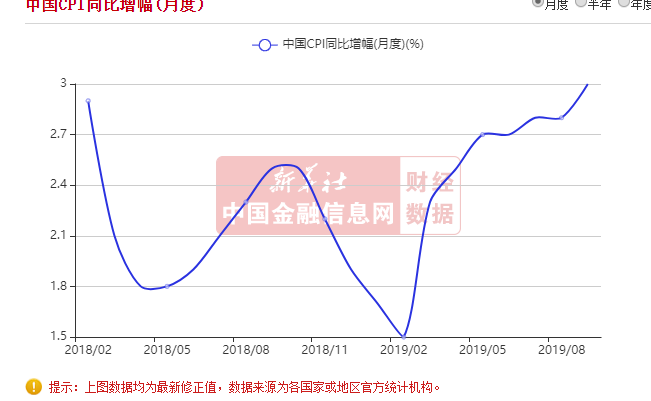 中国CPI同比增幅(月度)
月度 半年 年度
中国CPI同比增幅(月度)(%)
3
2.7
2.4
2.1
1.8
1.5
新华社
中国金融信息网
财经
数据
2018/02 2018/05 2018/08 2018/11 2019/02 2019/05 2019/08
提示：上图数据均为最新修正值，数据来源为各国家或地区官方统计机构。